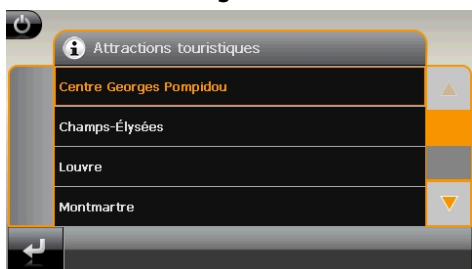 Attractions touristiques
Centre Georges Pompidou
Champs-Élysées
Louvre
Montmartre